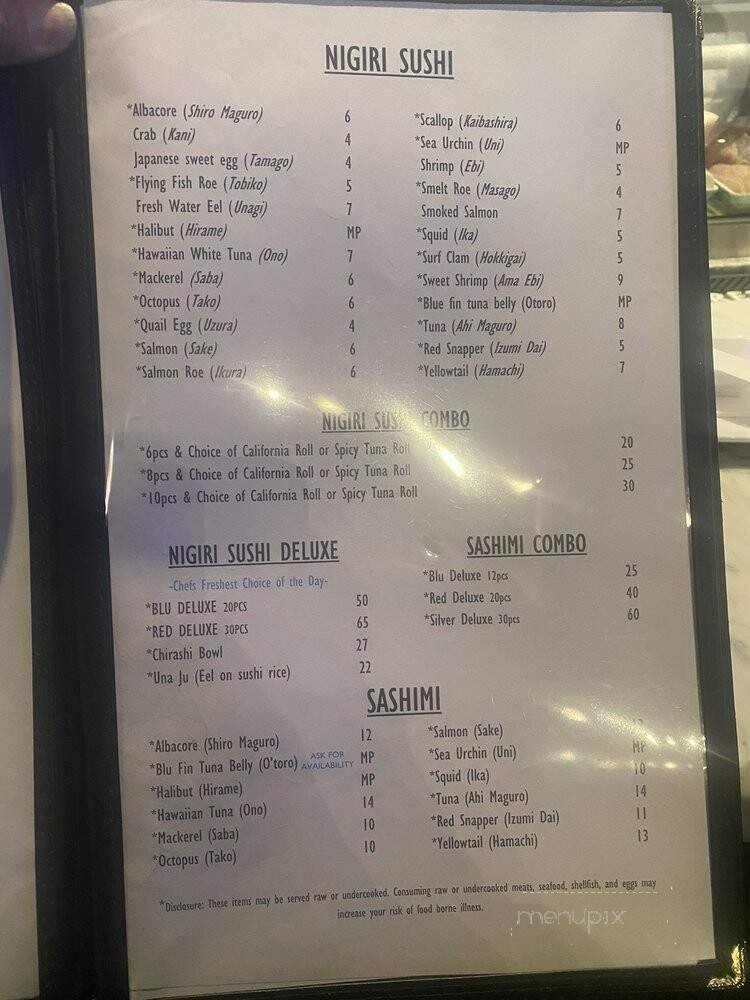 NIGIRI SUSHI
*Albacore (Shiro Maguro) 6
Crab (Kani) 4
Japanese sweet egg (Tamago) 4
*Flying Fish Roe (Tobiko) 5
Fresh Water Eel (Unagi) 7
*Halibut (Hirame) MP
*Hawaiian White Tuna (Ono) 7
*Mackerel (Saba) 6
*Octopus (Tako) 6
*Quail Egg (Uzura) 4
*Salmon (Sake) 6
*Salmon Roe (Ikura) 6
*Scallop (Kaibashira) 6
*Sea Urchin (Uni) MP
Shrimp (Ebi) 5
*Smelt Roe (Masago) 4
Smoked Salmon 7
*Squid (Ika) 5
*Surf Clam (Hokkigai) 5
*Sweet Shrimp (Ama Ebi) 9
*Blue fin tuna belly (Otoro) MP
*Tuna (Ahi Maguro) 8
*Red Snapper (Izumi Dai) 5
*Yellowtail (Hamachi) 7
NIGIRI SUSHI COMBO
*6pcs & Choice of California Roll or Spicy Tuna Roll 20
*8pcs & Choice of California Roll or Spicy Tuna Roll 25
*10pcs & Choice of California Roll or Spicy Tuna Roll 30
NIGIRI SUSHI DELUXE
-Chefs Freshest Choice of the Day-
*BLU DELUXE 20PCS 50
*RED DELUXE 30PCS 65
*Chirashi Bowl 27
*Una Ju (Eel on sushi rice) 22
SASHIMI COMBO
*Blu Deluxe 12pcs 25
*Red Deluxe 20pcs 40
*Silver Deluxe 30pcs 60
SASHIMI
*Albacore (Shiro Maguro) 12
*Blu Fin Tuna Belly (O'toro) ASK FOR AVAILABILITY MP
*Halibut (Hirame) MP
*Hawaiian Tuna (Ono) 14
*Mackerel (Saba) 10
*Octopus (Tako) 10
*Salmon (Sake)
*Sea Urchin (Uni) MP
*Squid (Ika) 10
*Tuna (Ahi Maguro) 14
*Red Snapper (Izumi Dai) 11
*Yellowtail (Hamachi) 13
*Disclosure: These items may be served raw or undercooked. Consuming raw or undercooked meats, seafood, shellfish, and eggs may
increase your risk of food borne illness.
menupix